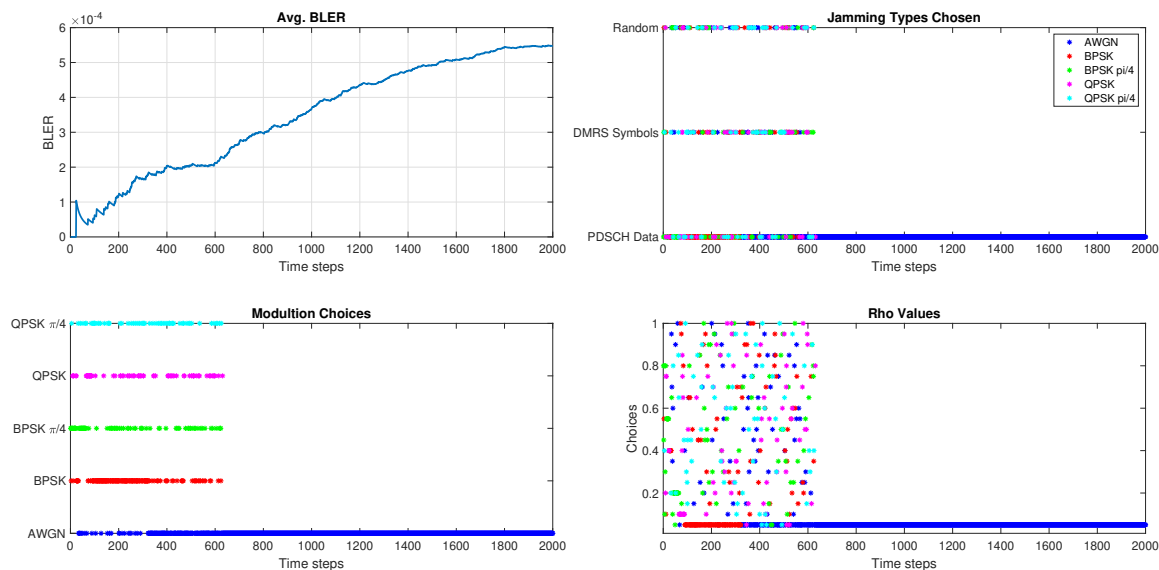 Avg. BLER
×10-4
6
5
4
3
2
1
0
BLER
0 200 400 600 800 1000 1200 1400 1600 1800 2000
Time steps
Jamming Types Chosen
Random
DMRS Symbols
PDSCH Data
AWGN
BPSK
BPSK pi/4
QPSK
QPSK pi/4
0 200 400 600 800 1000 1200 1400 1600 1800 2000
Time steps
Modultion Choices
QPSK π/4
QPSK
BPSK π/4
BPSK
AWGN
0 200 400 600 800 1000 1200 1400 1600 1800 2000
Time steps
Rho Values
1
0.8
0.6
0.4
0.2
Choices
0 200 400 600 800 1000 1200 1400 1600 1800 2000
Time steps